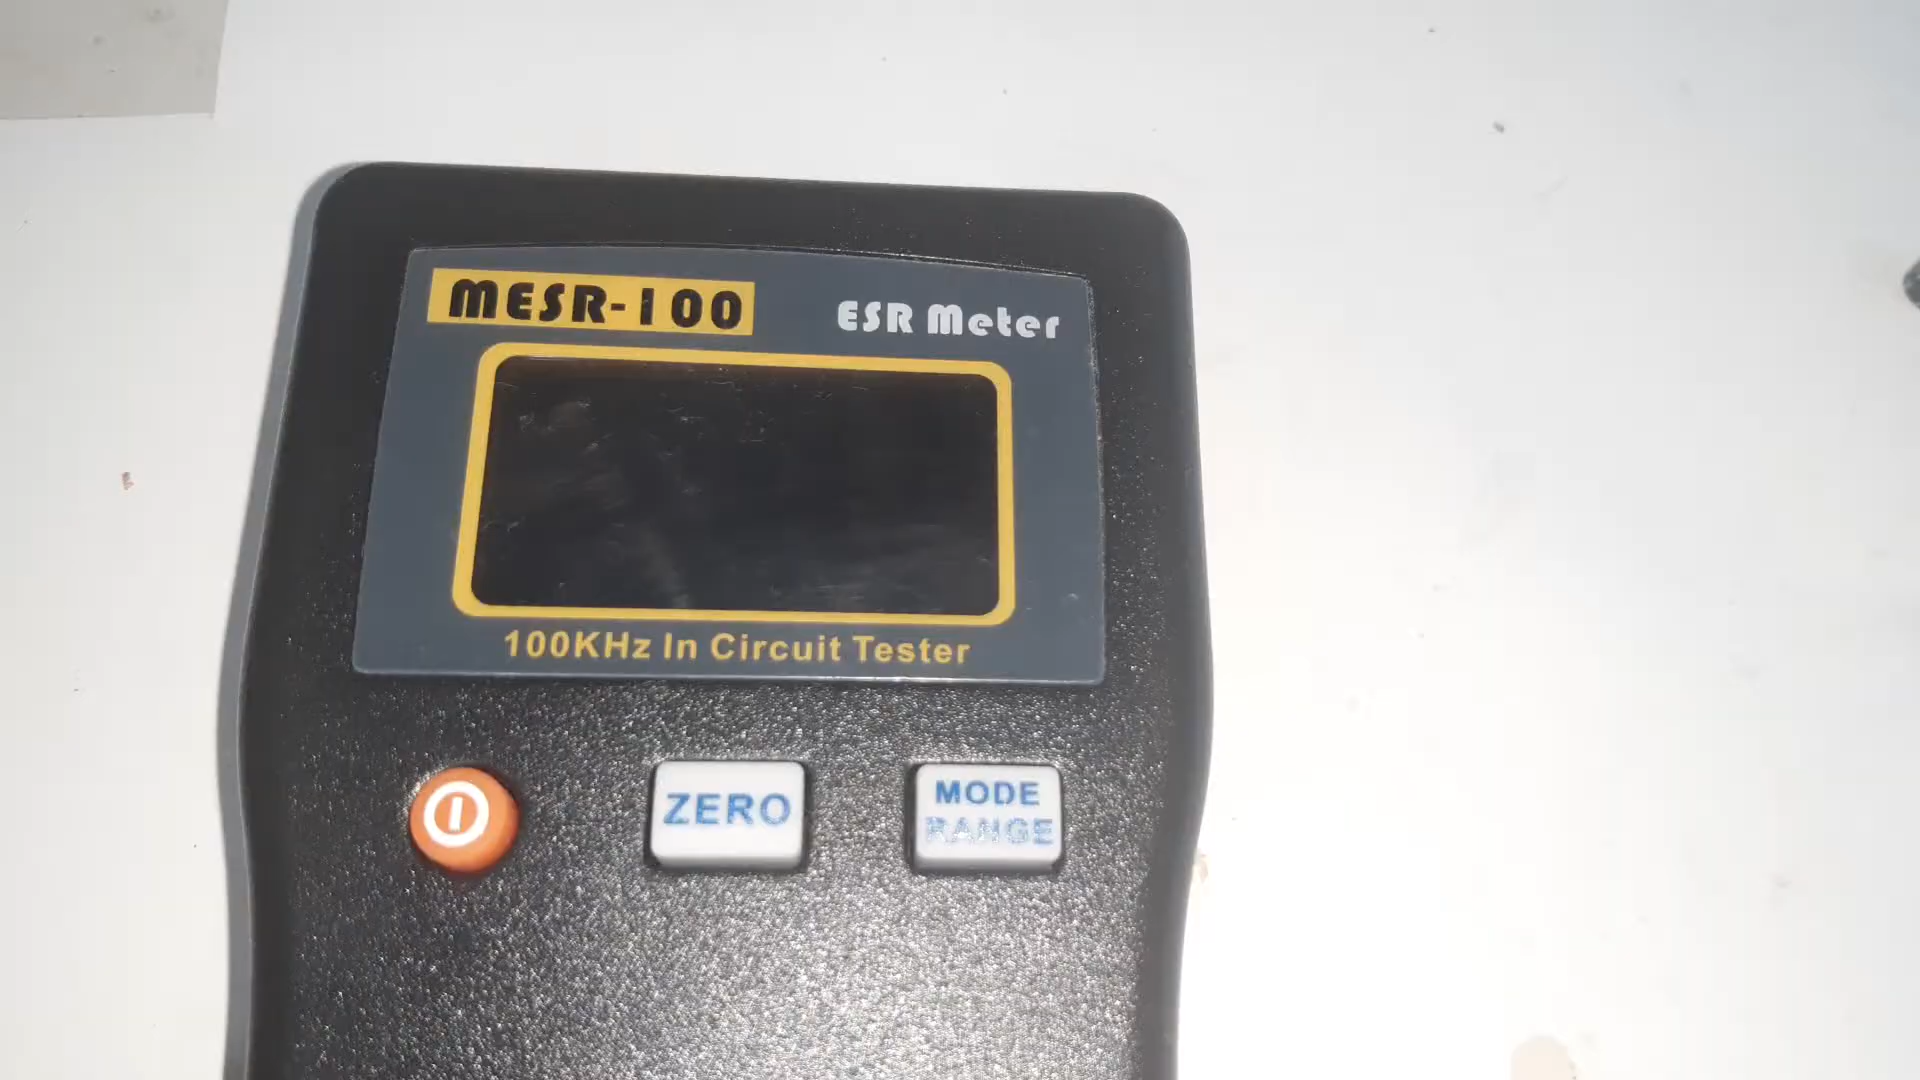 MESR-100
ESR Meter
100KHz In Circuit Tester
ZERO
MODE
RANGE